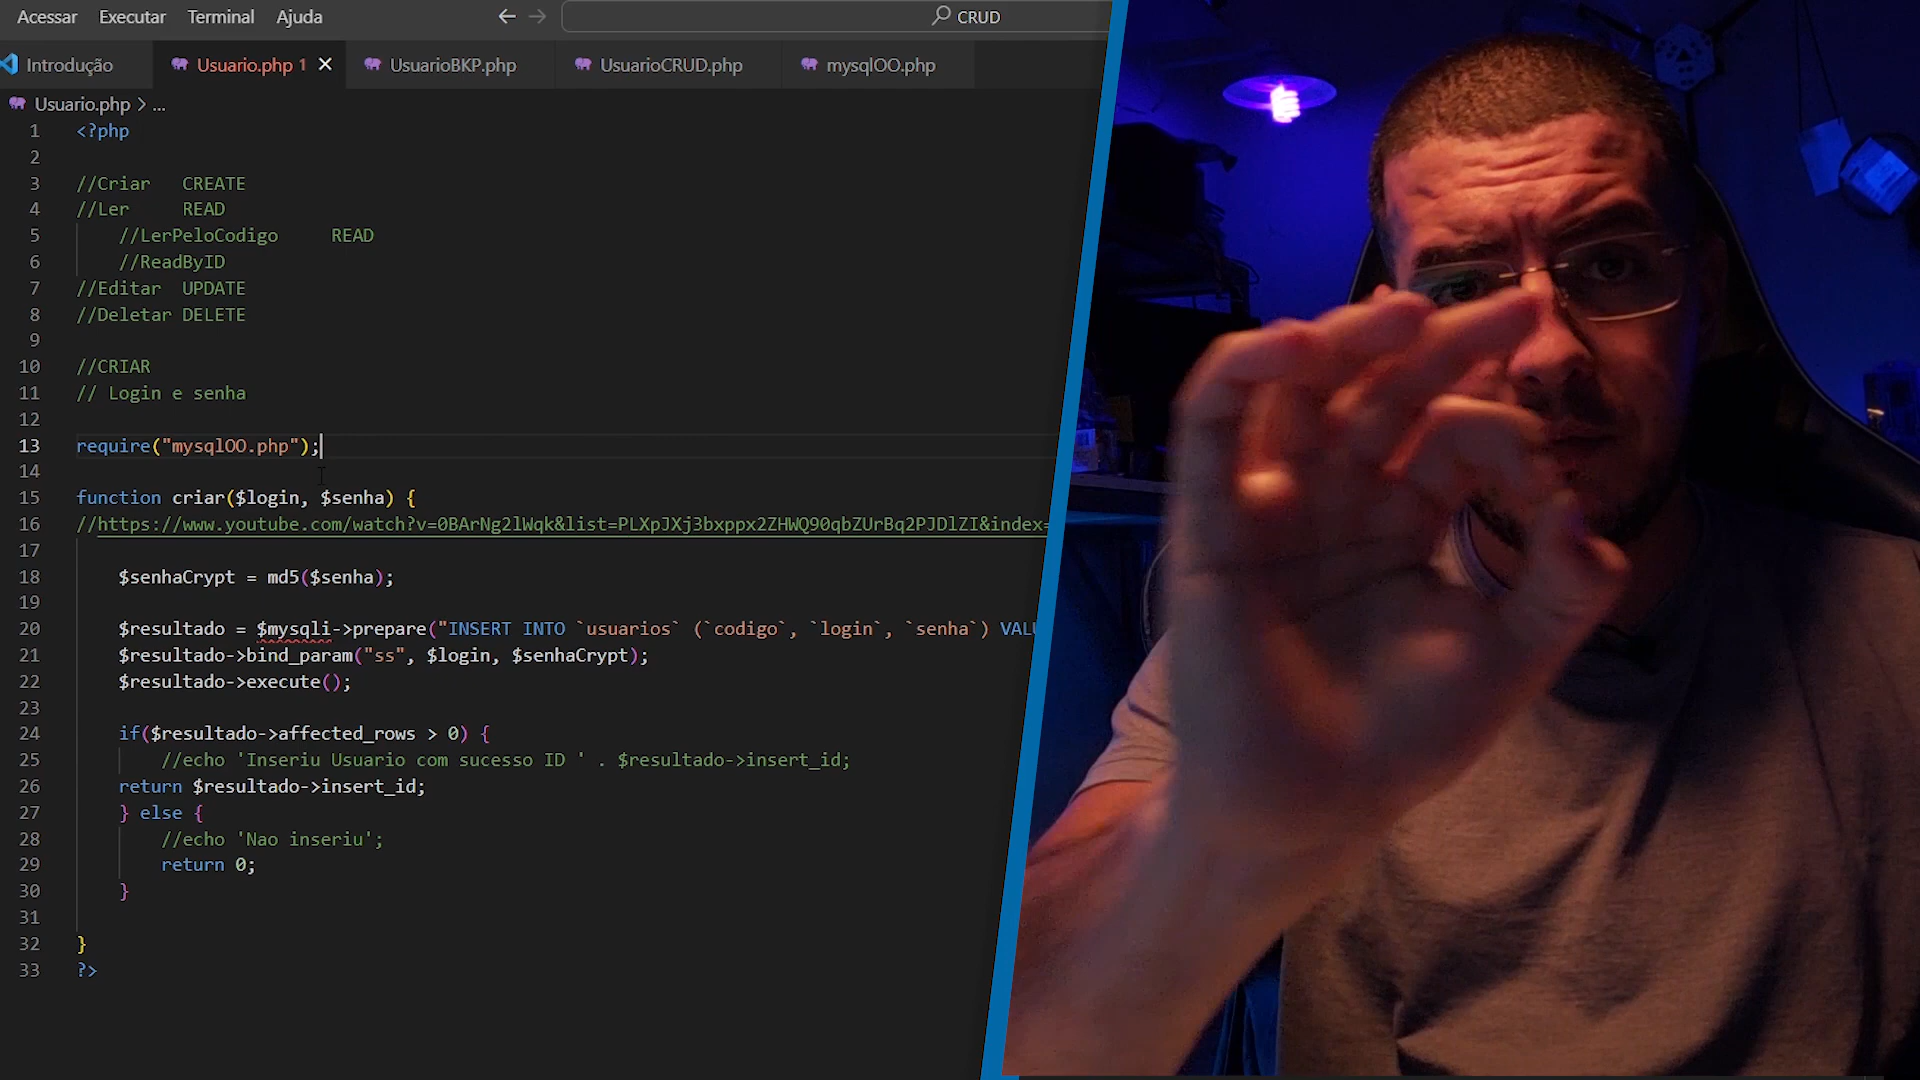 Acessar Executar Terminal Ajuda CRUD
Introdução Usuario.php 1 UsuarioBKP.php UsuarioCRUD.php mysqlOO.php
Usuario.php > ...
1 <?php
2
3 //Criar CREATE
4 //Ler READ
5 //LerPeloCodigo READ
6 //ReadByID
7 //Editar UPDATE
8 //Deletar DELETE
9
10 //CRIAR
11 // Login e senha
12
13 require("mysqlOO.php");
14
15 function criar($login, $senha) {
16 //https://www.youtube.com/watch?v=0BArNg2lWqk&list=PLXpJXj3bxppx2ZHWQ90qbZUrBq2PJDlZI&index=
17
18 $senhaCrypt = md5($senha);
19
20 $resultado = $mysqli->prepare("INSERT INTO `usuarios` (`codigo`, `login`, `senha`) VALU
21 $resultado->bind_param("ss", $login, $senhaCrypt);
22 $resultado->execute();
23
24 if($resultado->affected_rows > 0) {
25 //echo 'Inseriu Usuario com sucesso ID ' . $resultado->insert_id;
26 return $resultado->insert_id;
27 } else {
28 //echo 'Nao inseriu';
29 return 0;
30 }
31
32 }
33 ?>